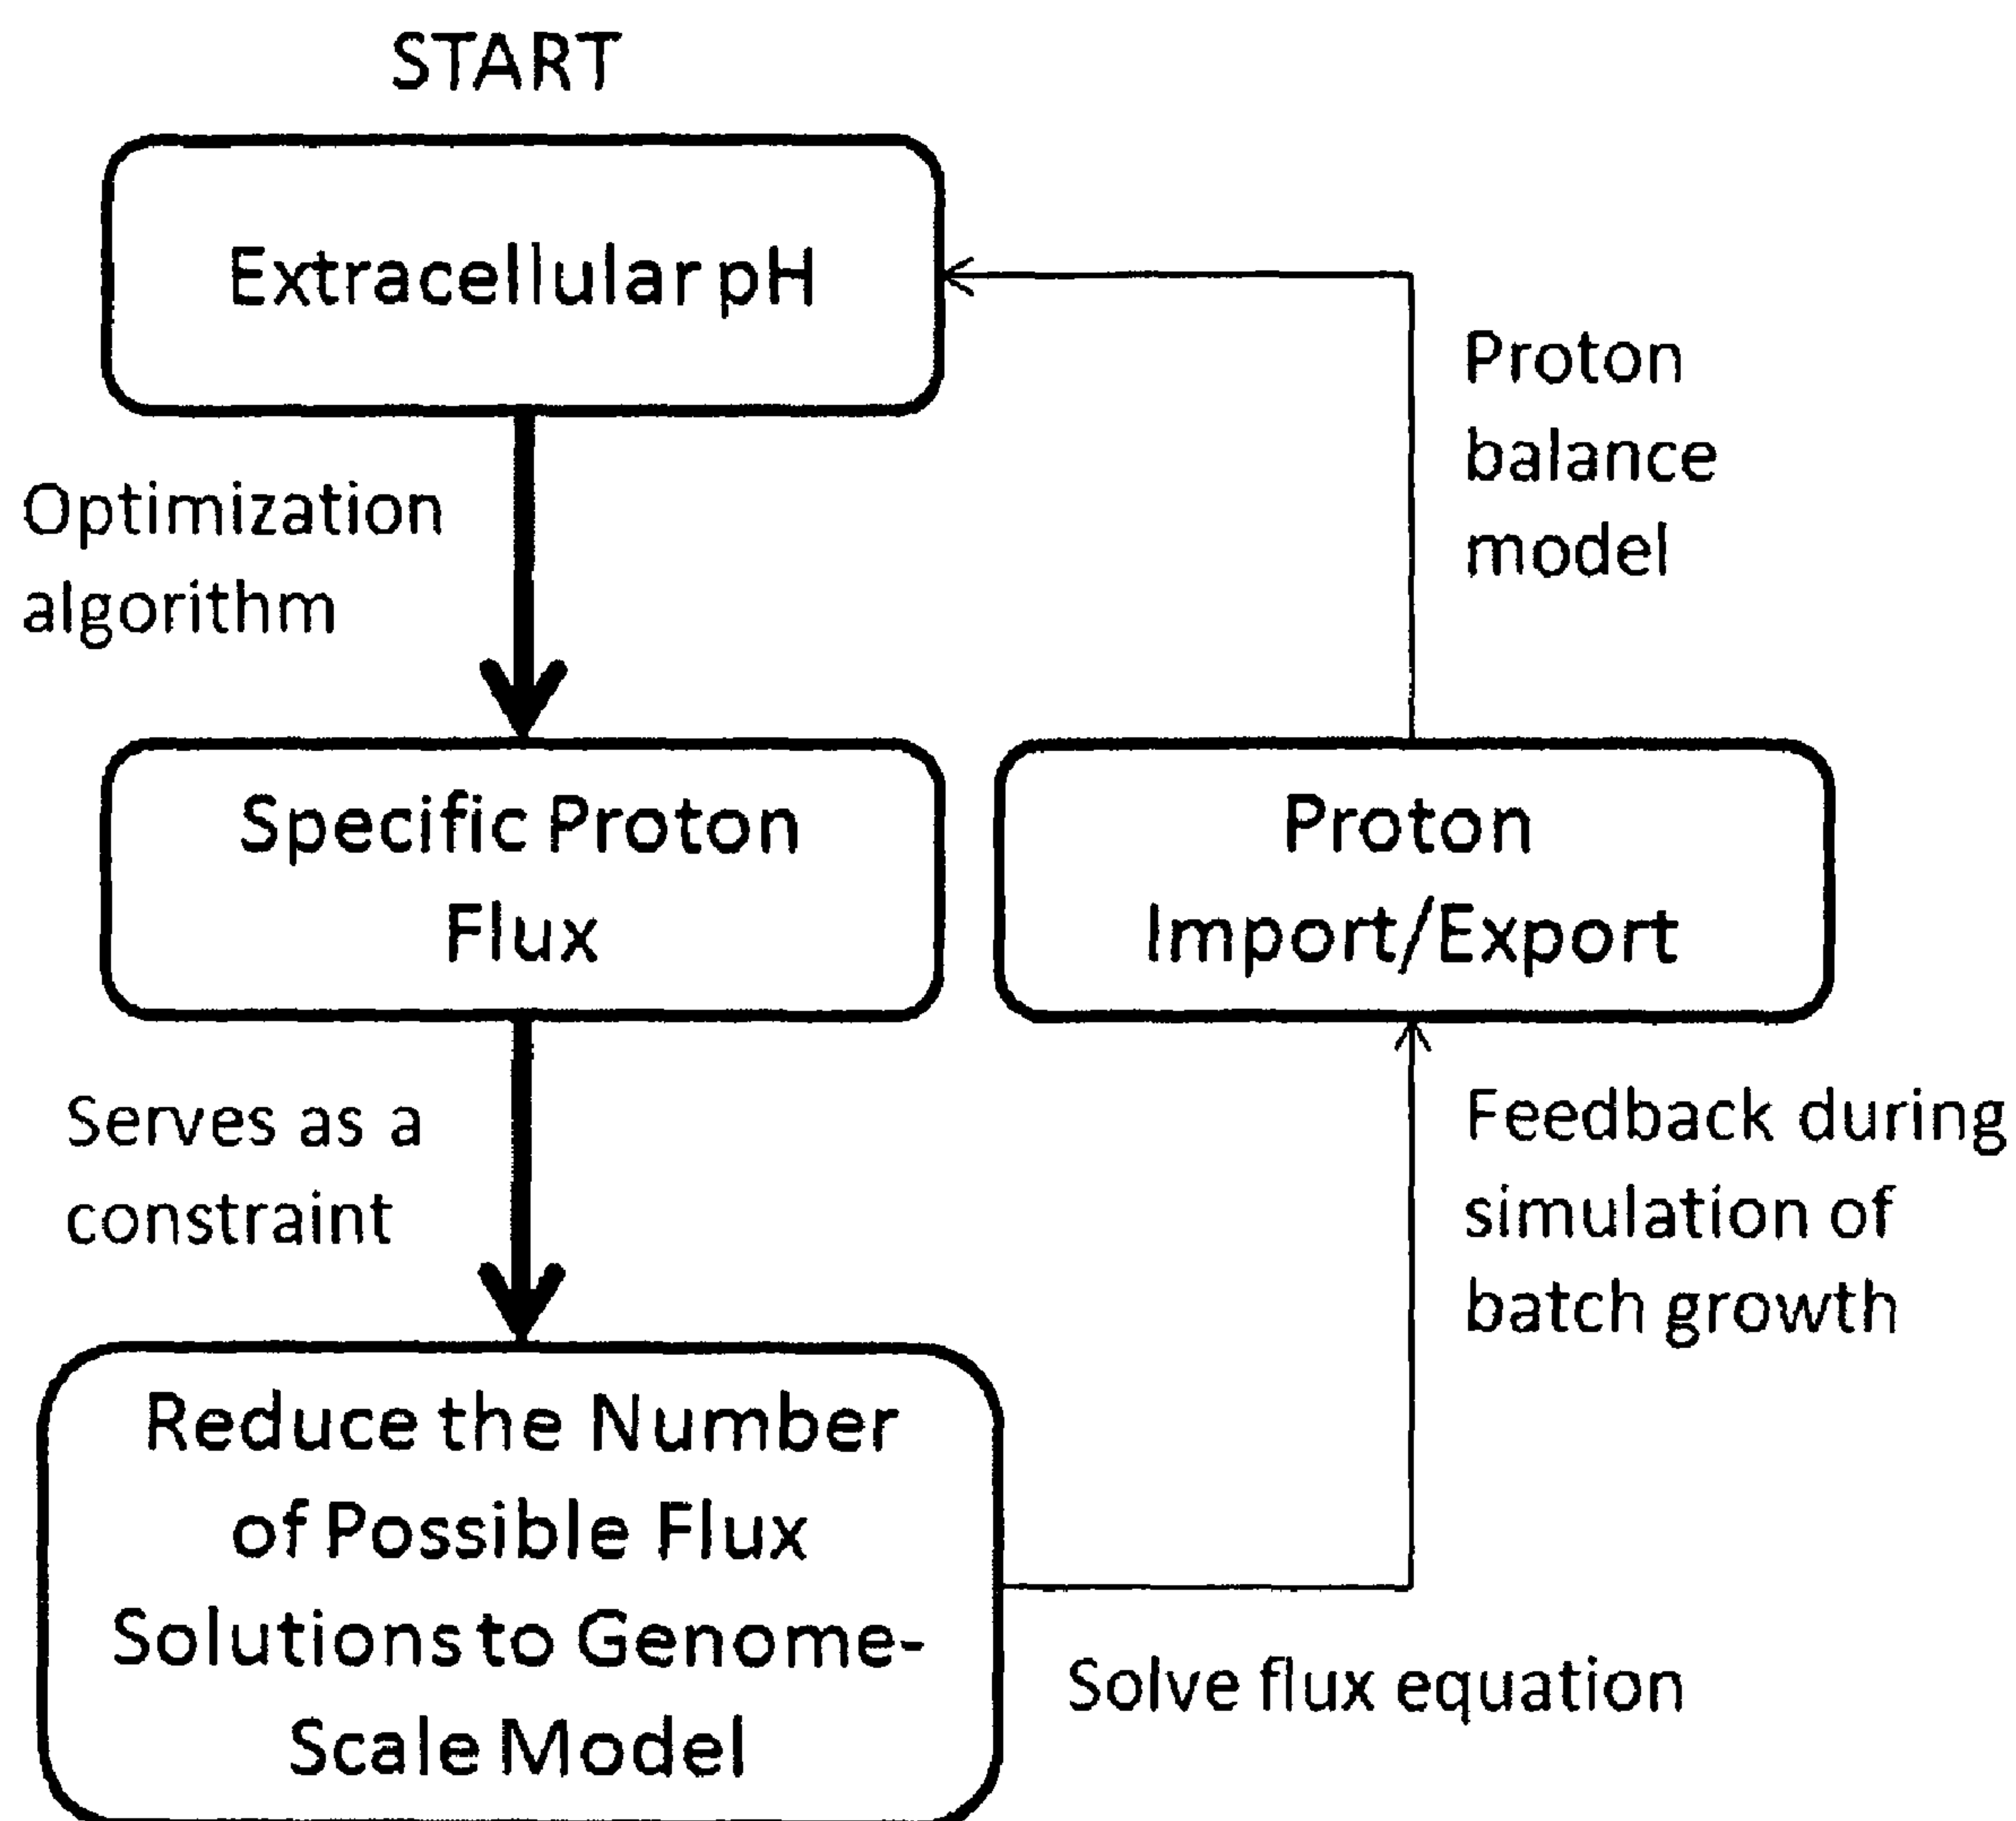 START
Extracellular pH
Optimization
algorithm
Proton
balance
model
Specific Proton
Flux
Proton
Import/Export
Serves as a
constraint
Feedback during
simulation of
batch growth
Reduce the Number
of Possible Flux
Solutions to Genome-
Scale Model
Solve flux equation